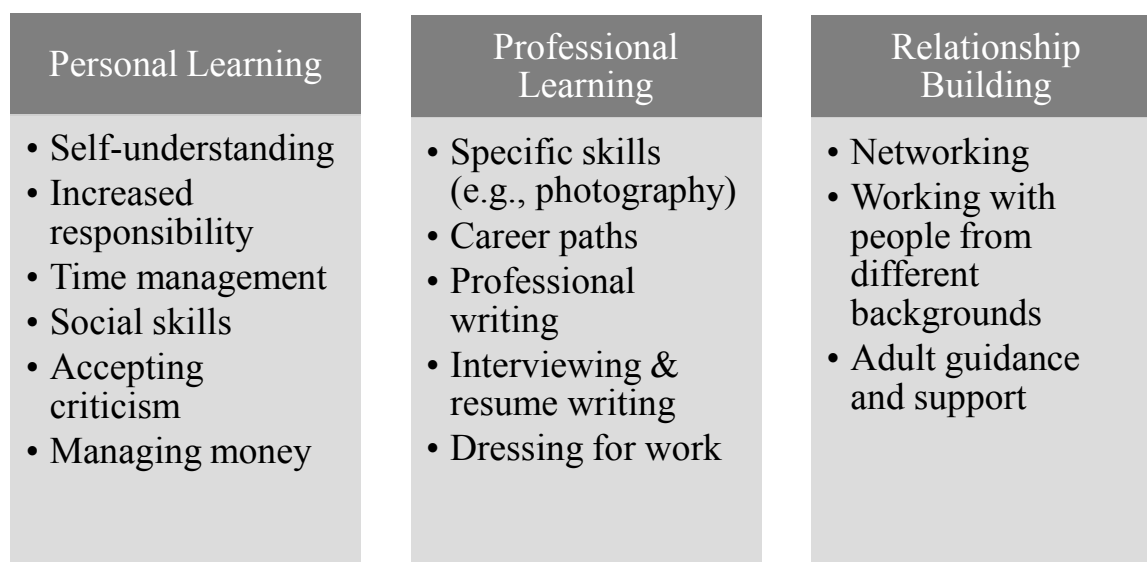 Personal Learning
• Self-understanding
• Increased
responsibility
• Time management
• Social skills
• Accepting
criticism
• Managing money
Professional
Learning
• Specific skills
(e.g., photography)
• Career paths
• Professional
writing
• Interviewing &
resume writing
• Dressing for work
Relationship
Building
• Networking
• Working with
people from
different
backgrounds
• Adult guidance
and support